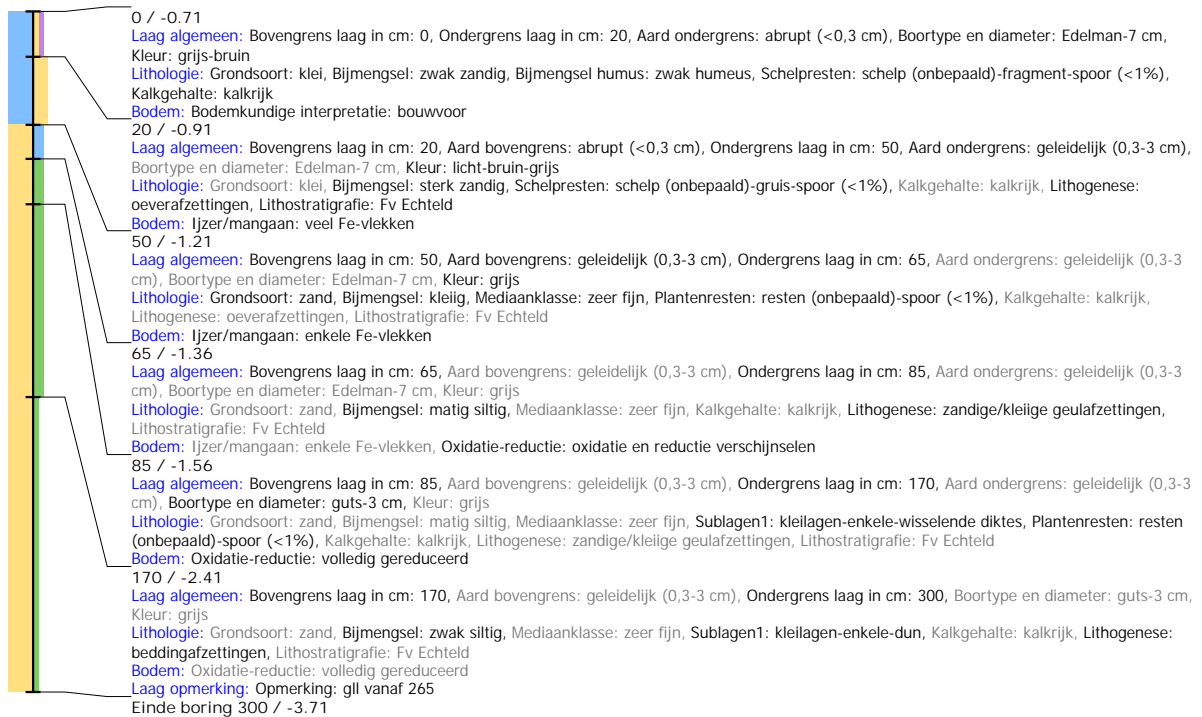 0 / -0.71
Laag algemeen: Bovengrens laag in cm: 0, Ondergrens laag in cm: 20, Aard ondergrens: abrupt (<0,3 cm), Boortype en diameter: Edelman-7 cm,
Kleur: grijs-bruin
Lithologie: Grondsoort: klei, Bijmengsel: zwak zandig, Bijmengsel humus: zwak humeus, Schelpresten: schelp (onbepaald)-fragment-spoor (<1%),
Kalkgehalte: kalkrijk
Bodem: Bodemkundige interpretatie: bouwvoor
20 / -0.91
Laag algemeen: Bovengrens laag in cm: 20, Aard bovengrens: abrupt (<0,3 cm), Ondergrens laag in cm: 50, Aard ondergrens: geleidelijk (0,3-3 cm),
Boortype en diameter: Edelman-7 cm, Kleur: licht-bruin-grijs
Lithologie: Grondsoort: klei, Bijmengsel: sterk zandig, Schelpresten: schelp (onbepaald)-gruis-spoor (<1%), Kalkgehalte: kalkrijk, Lithogenese:
oeverafzettingen, Lithostratigrafie: Fv Echteld
Bodem: Ijzer/mangaan: veel Fe-vlekken
50 / -1.21
Laag algemeen: Bovengrens laag in cm: 50, Aard bovengrens: geleidelijk (0,3-3 cm), Ondergrens laag in cm: 65, Aard ondergrens: geleidelijk (0,3-3
cm), Boortype en diameter: Edelman-7 cm, Kleur: grijs
Lithologie: Grondsoort: zand, Bijmengsel: kleiig, Mediaanklasse: zeer fijn, Plantenresten: resten (onbepaald)-spoor (<1%), Kalkgehalte: kalkrijk,
Lithogenese: oeverafzettingen, Lithostratigrafie: Fv Echteld
Bodem: Ijzer/mangaan: enkele Fe-vlekken
65 / -1.36
Laag algemeen: Bovengrens laag in cm: 65, Aard bovengrens: geleidelijk (0,3-3 cm), Ondergrens laag in cm: 85, Aard ondergrens: geleidelijk (0,3-3
cm), Boortype en diameter: Edelman-7 cm, Kleur: grijs
Lithologie: Grondsoort: zand, Bijmengsel: matig siltig, Mediaanklasse: zeer fijn, Kalkgehalte: kalkrijk, Lithogenese: zandige/kleiige geulafzettingen,
Lithostratigrafie: Fv Echteld
Bodem: Ijzer/mangaan: enkele Fe-vlekken, Oxidatie-reductie: oxidatie en reductie verschijnselen
85 / -1.56
Laag algemeen: Bovengrens laag in cm: 85, Aard bovengrens: geleidelijk (0,3-3 cm), Ondergrens laag in cm: 170, Aard ondergrens: geleidelijk (0,3-3
cm), Boortype en diameter: guts-3 cm, Kleur: grijs
Lithologie: Grondsoort: zand, Bijmengsel: matig siltig, Mediaanklasse: zeer fijn, Sublagen1: kleilagen-enkele-wisselende diktes, Plantenresten: resten
(onbepaald)-spoor (<1%), Kalkgehalte: kalkrijk, Lithogenese: zandige/kleiige geulafzettingen, Lithostratigrafie: Fv Echteld
Bodem: Oxidatie-reductie: volledig gereduceerd
170 / -2.41
Laag algemeen: Bovengrens laag in cm: 170, Aard bovengrens: geleidelijk (0,3-3 cm), Ondergrens laag in cm: 300, Boortype en diameter: guts-3 cm,
Kleur: grijs
Lithologie: Grondsoort: zand, Bijmengsel: zwak siltig, Mediaanklasse: zeer fijn, Sublagen1: kleilagen-enkele-dun, Kalkgehalte: kalkrijk, Lithogenese:
beddingafzettingen, Lithostratigrafie: Fv Echteld
Bodem: Oxidatie-reductie: volledig gereduceerd
Laag opmerking: Opmerking: gll vanaf 265
Einde boring 300 / -3.71